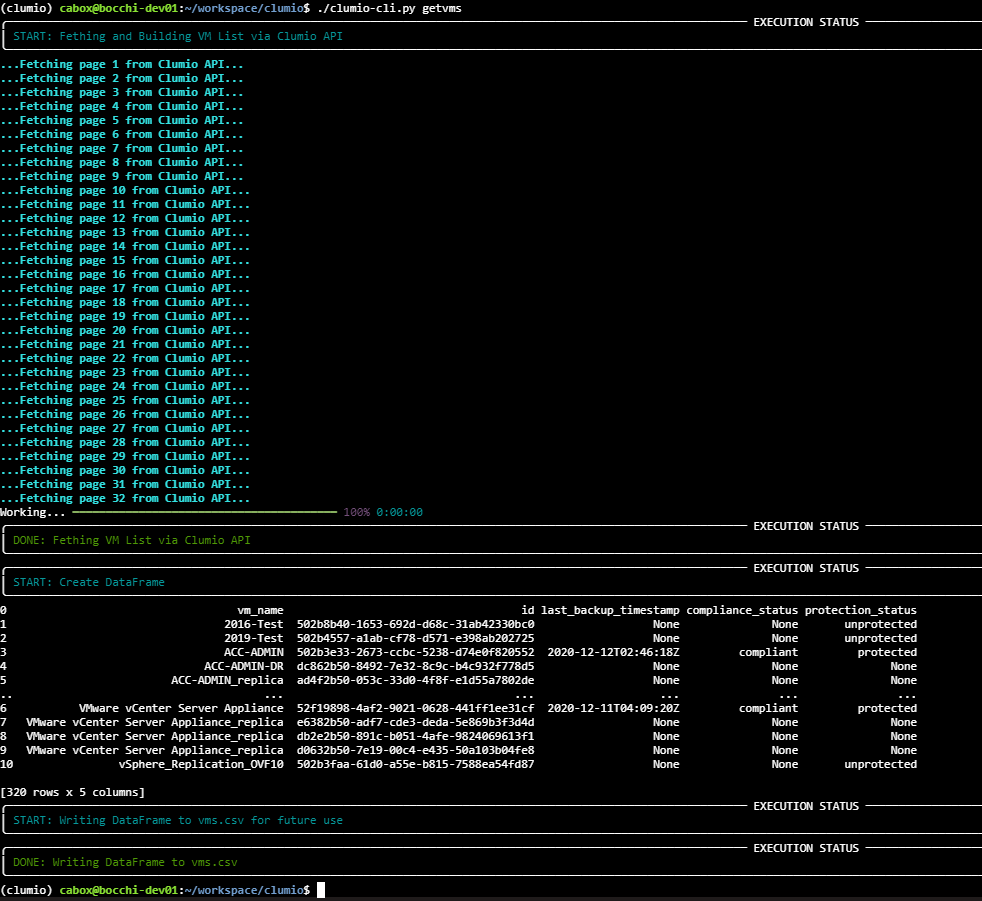 (clumio) cabox@bocchi-dev01:~/workspace/clumio$ ./clumio-cli.py getvms
EXECUTION STATUS
START: Fething and Building VM List via Clumio API
...Fetching page 1 from Clumio API...
...Fetching page 2 from Clumio API...
...Fetching page 3 from Clumio API...
...Fetching page 4 from Clumio API...
...Fetching page 5 from Clumio API...
...Fetching page 6 from Clumio API...
...Fetching page 7 from Clumio API...
...Fetching page 8 from Clumio API...
...Fetching page 9 from Clumio API...
...Fetching page 10 from Clumio API...
...Fetching page 11 from Clumio API...
...Fetching page 12 from Clumio API...
...Fetching page 13 from Clumio API...
...Fetching page 14 from Clumio API...
...Fetching page 15 from Clumio API...
...Fetching page 16 from Clumio API...
...Fetching page 17 from Clumio API...
...Fetching page 18 from Clumio API...
...Fetching page 19 from Clumio API...
...Fetching page 20 from Clumio API...
...Fetching page 21 from Clumio API...
...Fetching page 22 from Clumio API...
...Fetching page 23 from Clumio API...
...Fetching page 24 from Clumio API...
...Fetching page 25 from Clumio API...
...Fetching page 26 from Clumio API...
...Fetching page 27 from Clumio API...
...Fetching page 28 from Clumio API...
...Fetching page 29 from Clumio API...
...Fetching page 30 from Clumio API...
...Fetching page 31 from Clumio API...
...Fetching page 32 from Clumio API...
Working... 100% 0:00:00
EXECUTION STATUS
DONE: Fething VM List via Clumio API
EXECUTION STATUS
START: Create DataFrame
0 vm_name id last_backup_timestamp compliance_status protection_status
1 2016-Test 502b8b40-1653-692d-d68c-31ab42330bc0 None None unprotected
2 2019-Test 502b4557-a1ab-cf78-d571-e398ab202725 None None unprotected
3 ACC-ADMIN 502b3e33-2673-ccbc-5238-d74e0f820552 2020-12-12T02:46:18Z compliant protected
4 ACC-ADMIN-DR dc862b50-8492-7e32-8c9c-b4c932f778d5 None None None
5 ACC-ADMIN_replica ad4f2b50-053c-33d0-4f8f-e1d55a7802de None None None
.. ... ... ... ... ...
6 VMware vCenter Server Appliance 52f19898-4af2-9021-0628-441ff1ee31cf 2020-12-11T04:09:20Z compliant protected
7 VMware vCenter Server Appliance_replica e6382b50-adf7-cde3-deda-5e869b3f3d4d None None None
8 VMware vCenter Server Appliance_replica db2e2b50-891c-b051-4afe-9824069613f1 None None None
9 VMware vCenter Server Appliance_replica d0632b50-7e19-00c4-e435-50a103b04fe8 None None None
10 vSphere_Replication_OVF10 502b3faa-61d0-a55e-b815-7588ea54fd87 None None unprotected
[320 rows x 5 columns]
EXECUTION STATUS
START: Writing DataFrame to vms.csv for future use
EXECUTION STATUS
DONE: Writing DataFrame to vms.csv
(clumio) cabox@bocchi-dev01:~/workspace/clumio$